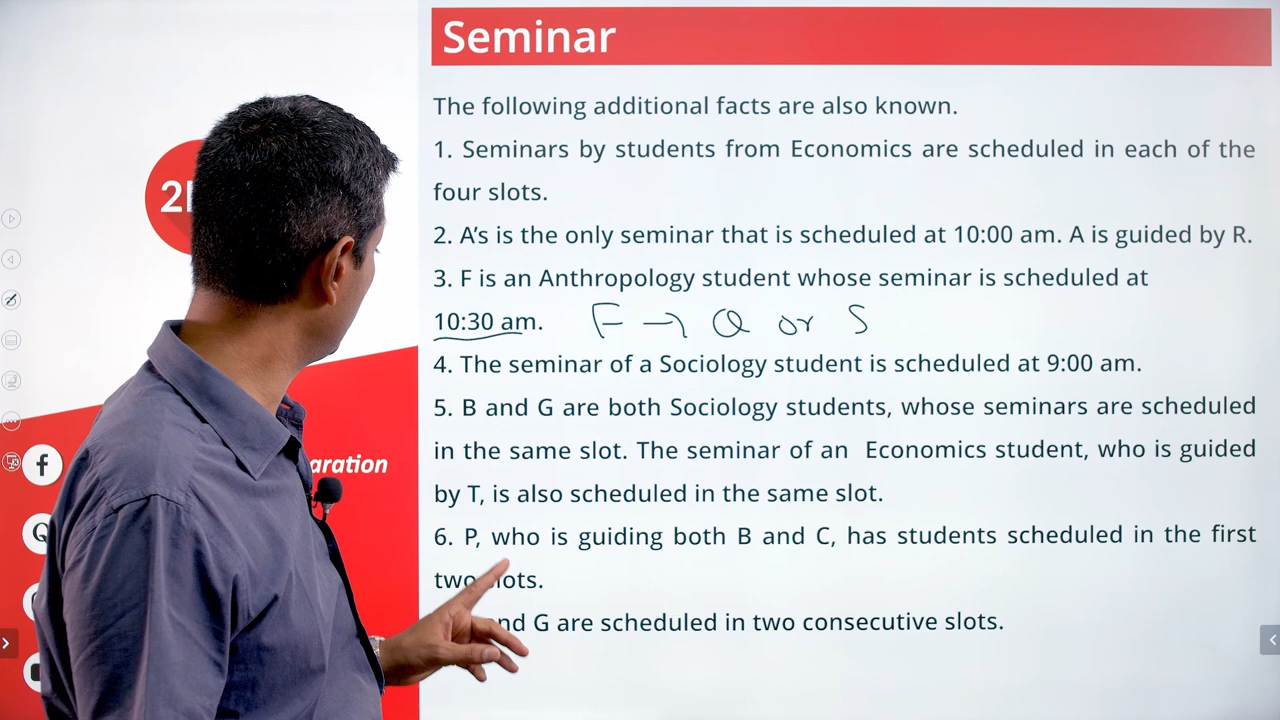 Seminar
The following additional facts are also known.
1. Seminars by students from Economics are scheduled in each of the
four slots.
2. A's is the only seminar that is scheduled at 10:00 am. A is guided by R.
3. F is an Anthropology student whose seminar is scheduled at
10:30 am. F → Q or S
4. The seminar of a Sociology student is scheduled at 9:00 am.
5. B and G are both Sociology students, whose seminars are scheduled
in the same slot. The seminar of an Economics student, who is guided
by T, is also scheduled in the same slot.
6. P, who is guiding both B and C, has students scheduled in the first
two slots.
G are scheduled in two consecutive slots.